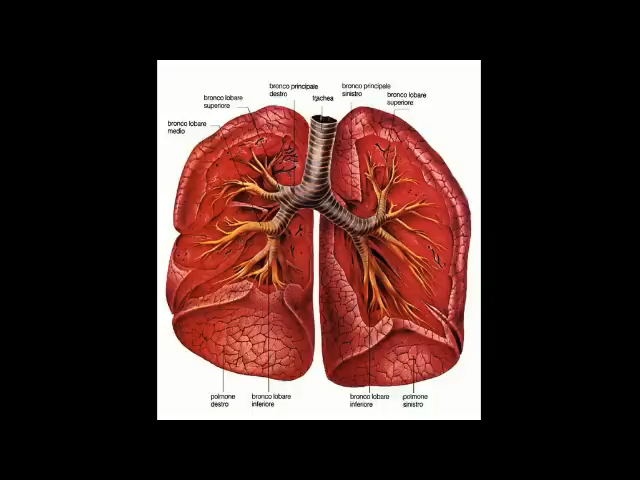 bronco principale
destro
trachea
bronco principale
sinistro
bronco lobare
superiore
bronco lobare
superiore
bronco lobare
medio
polmone
destro
bronco lobare
inferiore
bronco lobare
inferiore
polmone
sinistro